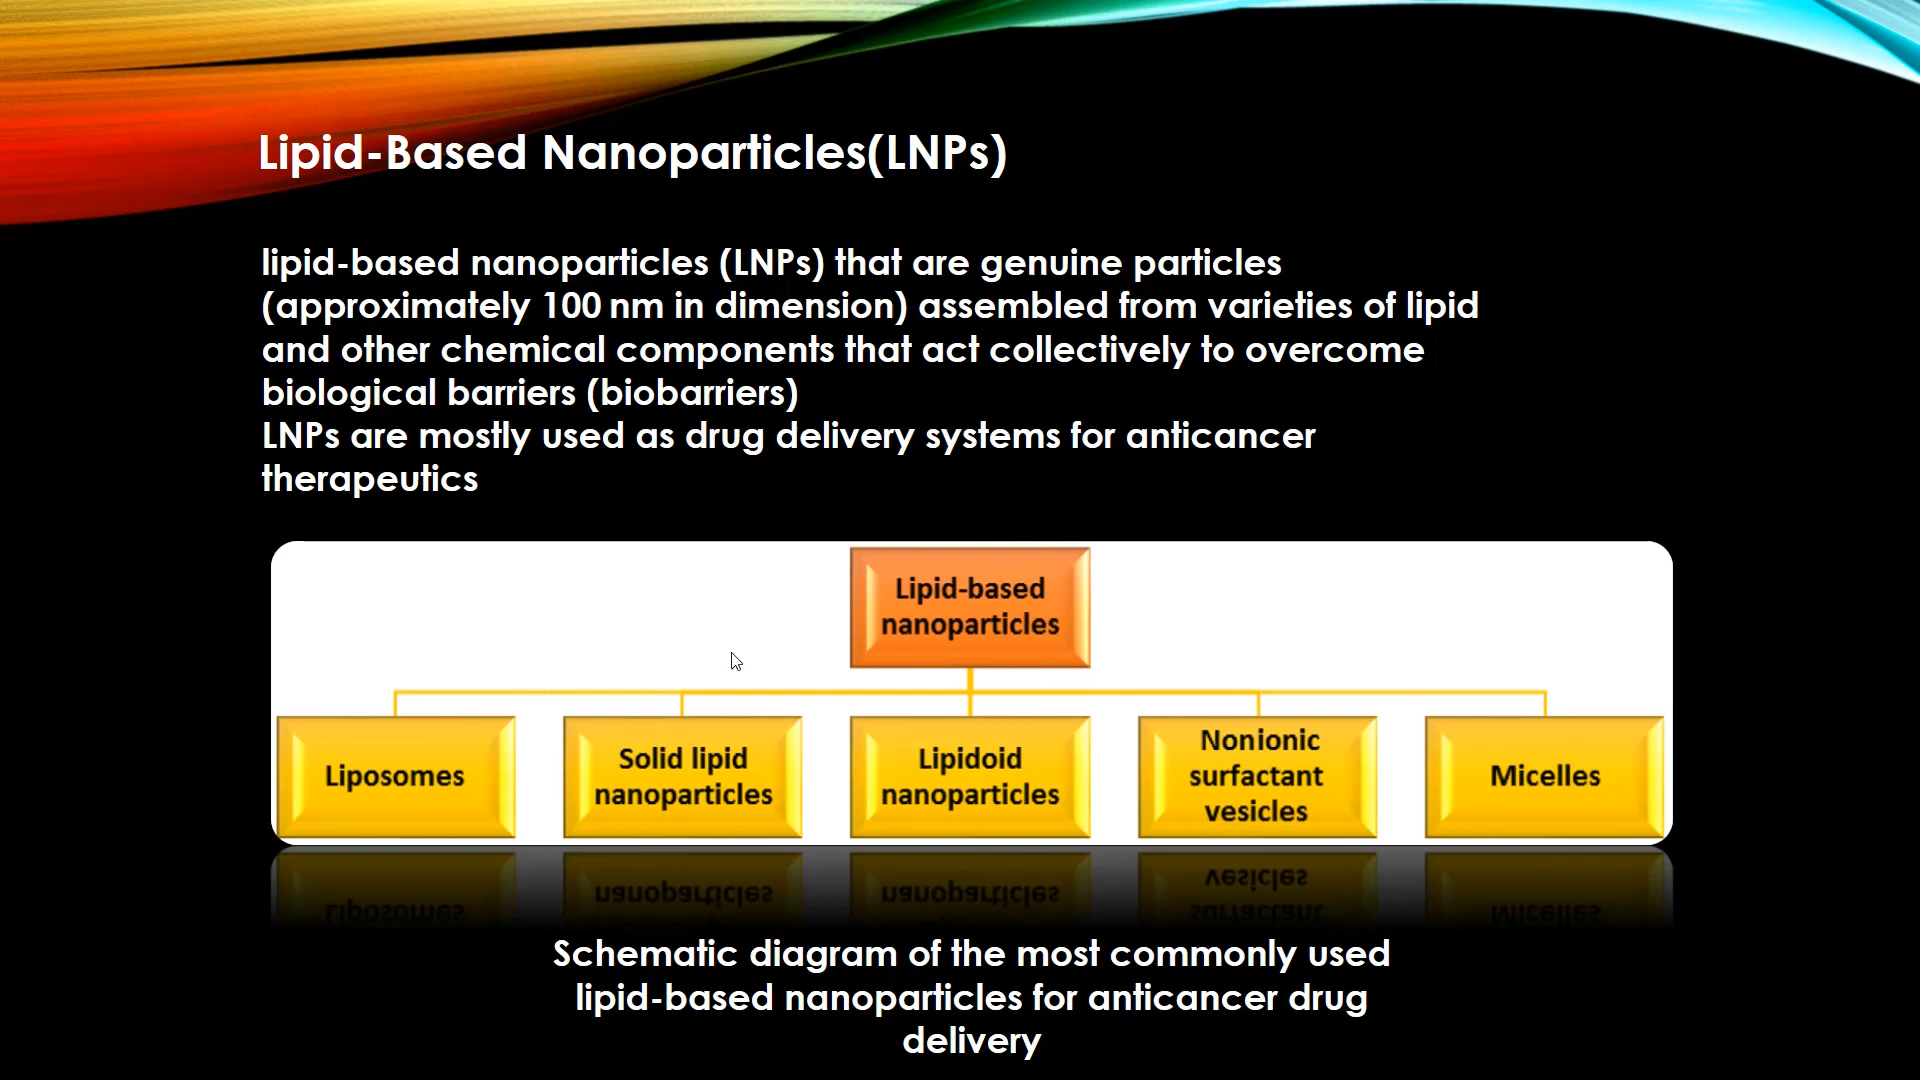 Lipid-Based Nanoparticles(LNPs)
lipid-based nanoparticles (LNPs) that are genuine particles
(approximately 100 nm in dimension) assembled from varieties of lipid
and other chemical components that act collectively to overcome
biological barriers (biobarriers)
LNPs are mostly used as drug delivery systems for anticancer
therapeutics
Lipid-based
nanoparticles
Liposomes
Solid lipid
nanoparticles
Lipidoid
nanoparticles
Nonionic
surfactant
vesicles
Micelles
Schematic diagram of the most commonly used
lipid-based nanoparticles for anticancer drug
delivery